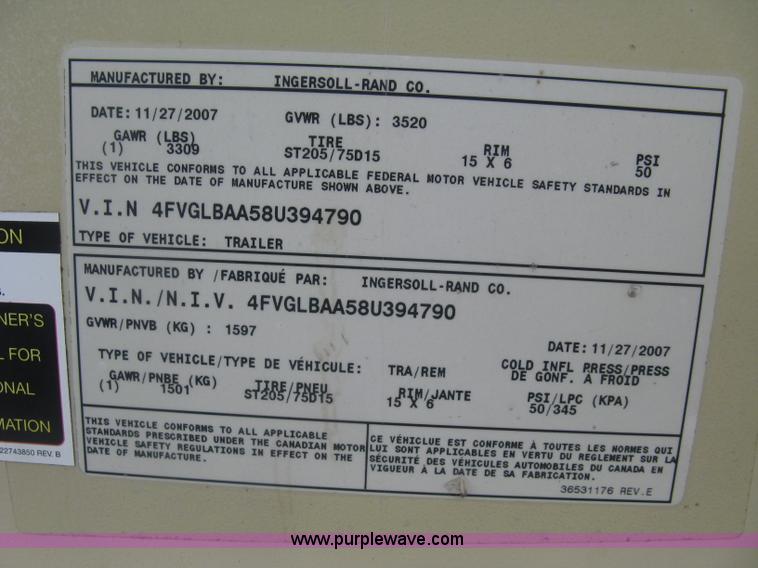 MANUFACTURED BY: INGERSOLL-RAND CO.
DATE: 11/27/2007 GVWR (LBS): 3520
GAWR (LBS) TIRE RIM PSI
(1) 3309 ST205/75D15 15 X 6 50
THIS VEHICLE CONFORMS TO ALL APPLICABLE FEDERAL MOTOR VEHICLE SAFETY STANDARDS IN
EFFECT ON THE DATE OF MANUFACTURE SHOWN ABOVE.
V.I.N 4FVGLBAA58U394790
TYPE OF VEHICLE: TRAILER
MANUFACTURED BY /FABRIQUÉ PAR: INGERSOLL-RAND CO.
V.I.N./N.I.V. 4FVGLBAA58U394790
GVWR/PNVB (KG) : 1597
DATE: 11/27/2007
TYPE OF VEHICLE/TYPE DE VÉHICULE: TRA/REM
COLD INFL PRESS/PRESS
DE GONF. A FROID
GAWR/PNBE (KG) TIRE/PNEU RIM/JANTE PSI/LPC (KPA)
(1) 1501 ST205/75D15 15 X 6 50/345
THIS VEHICLE CONFORMS TO ALL APPLICABLE
STANDARDS PRESCRIBED UNDER THE CANADIAN MOTOR
VEHICLE SAFETY REGULATIONS IN EFFECT ON THE
DATE OF MANUFACTURE.
CE VÉHICLUE EST CONFORME À TOUTES LES NORMES QUI
LUI SONT APPLICABLES EN VERTU DU REGLEMENT SUR LA
SÉCURITÉ DES VÉHICULES AUTOMOBILES DU CANADA EN
VIGUEUR À LA DATE DE SA FABRICATION.
36531176 REV.E
ON
S.
NER'S
L FOR
ONAL
MATION
22743850 REV. B
www.purplewave.com